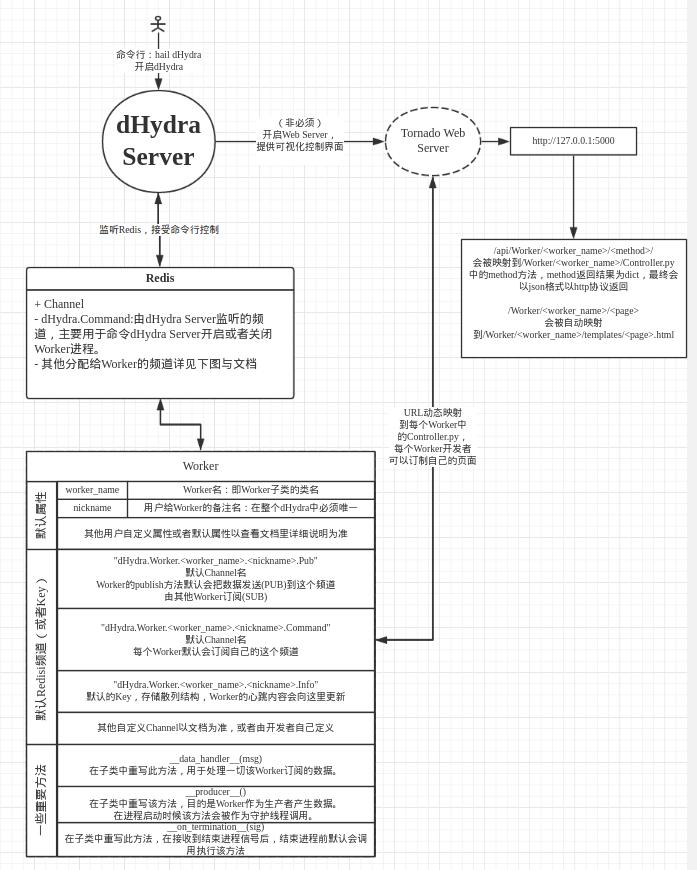 命令行：hail dHydra
开启dHydra
dHydra
Server
（非必须）
开启Web Server，
提供可视化控制界面
Tornado Web
Server
http://127.0.0.1:5000
/api/Worker/<worker_name>/<method>/
会被映射到/Worker/<worker_name>/Controller.py
中的method方法，method返回结果为dict，最终会
以json格式以http协议返回
/Worker/<worker_name>/<page>
会被自动映射
到/Worker/<worker_name>/templates/<page>.html
监听Redis，接受命令行控制
Redis
+ Channel
- dHydra.Command:由dHydra Server监听的频
道，主要用于命令dHydra Server开启或者关闭
Worker进程。
- 其他分配给Worker的频道详见下图与文档
URL动态映射
到每个Worker中
的Controller.py，
每个Worker开发者
可以订制自己的页面
Worker
默认属性
worker_name
Worker名：即Worker子类的类名
nickname
用户给Worker的备注名：在整个dHydra中必须唯一
其他用户自定义属性或者默认属性以查看文档里详细说明为准
默认Redisi频道（或者Key）
"dHydra.Worker.<worker_name>.<nickname>.Pub"
默认Channel名
Worker的publish方法默认会把数据发送(PUB)到这个频道
由其他Worker订阅(SUB)
"dHydra.Worker.<worker_name>.<nickname>.Command"
默认Channel名
每个Worker默认会订阅自己的这个频道
"dHydra.Worker.<worker_name>.<nickname>.Info"
默认的Key，存储散列结构，Worker的心跳内容会向这里更新
其他自定义Channel以文档为准，或者由开发者自己定义
一些重要方法
__data_handler__(msg)
在子类中重写此方法，用于处理一切该Worker订阅的数据。
__producer__()
在子类中重写该方法，目的是Worker作为生产者产生数据。
在进程启动时候该方法会被作为守护线程调用。
__on_termination__(sig)
在子类中重写此方法，在接收到结束进程信号后，结束进程前默认会调
用执行该方法